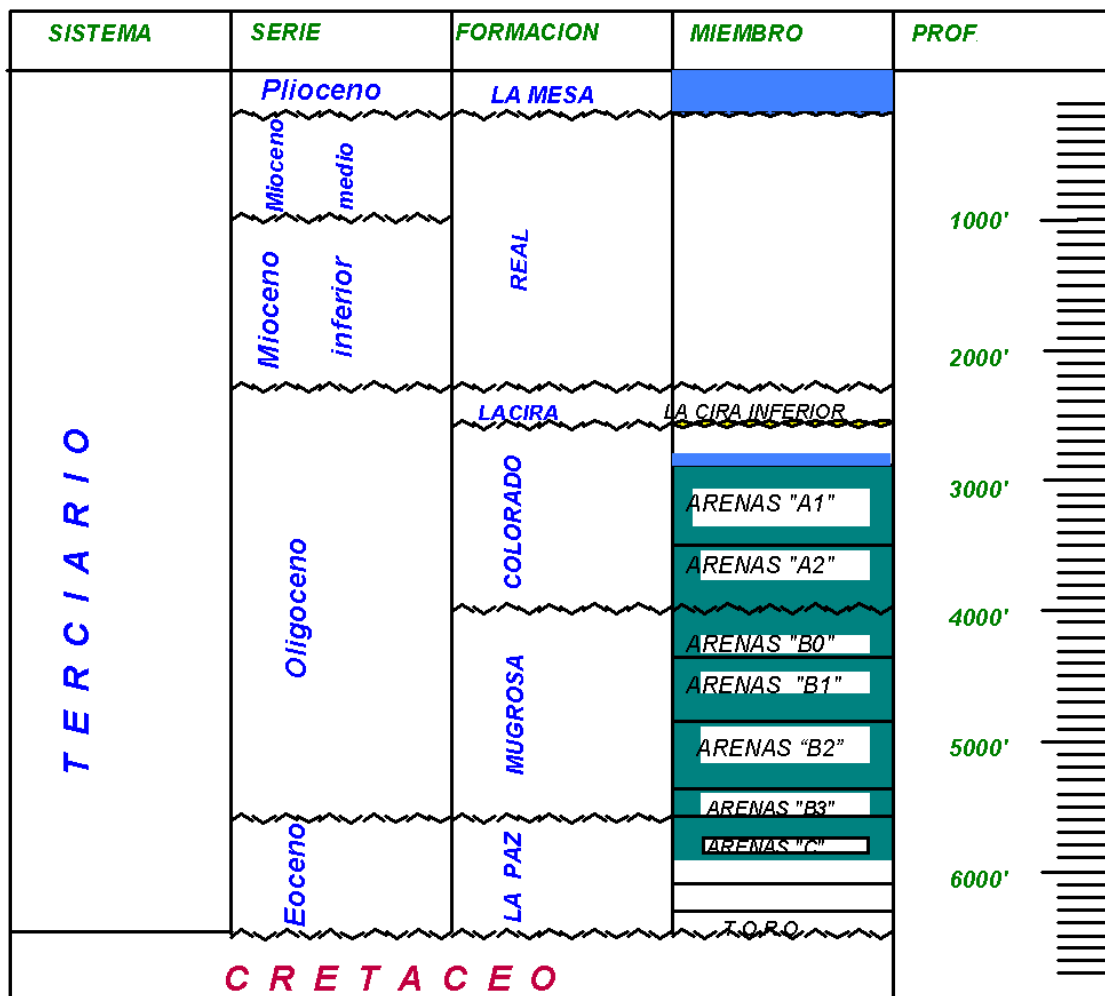 SISTEMA SERIE FORMACION MIEMBRO PROF.
Plioceno LA MESA
Mioceno medio
1000'
Mioceno inferior
REAL
2000'
LA CIRA LA CIRA INFERIOR
COLORADO
3000'
ARENAS "A1"
ARENAS "A2"
4000'
TERCIARIO
Oligoceno
MUGROSA
ARENAS "B0"
ARENAS "B1"
5000'
ARENAS “B2”
ARENAS "B3"
Eoceno
LA PAZ
ARENAS "C"
6000'
TORO
CRETACEO